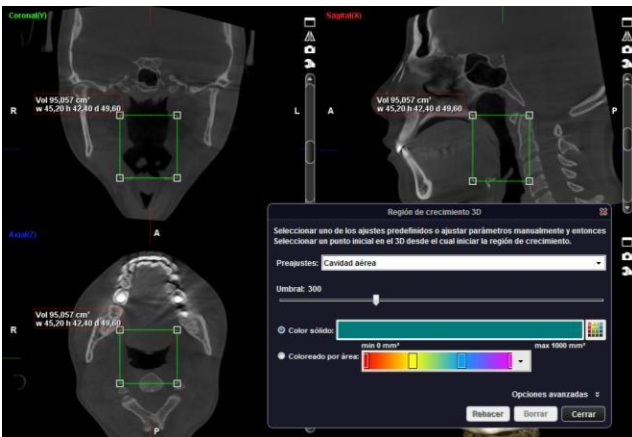 Coronal(Y)
Sagital(X)
Vol 95,057 cm³
w 45,20 h 42,40 d 49,60
R
L
Vol 95,057 cm³
w 45,20 h 42,40 d 49,60
A
P
Axial(Z)
A
Vol 95,057 cm³
w 45,20 h 42,40 d 49,60
R
P
Región de crecimiento 3D
Seleccionar uno de los ajustes predefinidos o ajustar parámetros manualmente y entonces
Seleccionar un punto inicial en el 3D desde el cual iniciar la región de crecimiento.
Preajustes: Cavidad aérea
Umbral: 300
Color sólido:
min 0 mm² max 1000 mm²
Coloreado por área:
Opciones avanzadas
Rehacer Borrar Cerrar